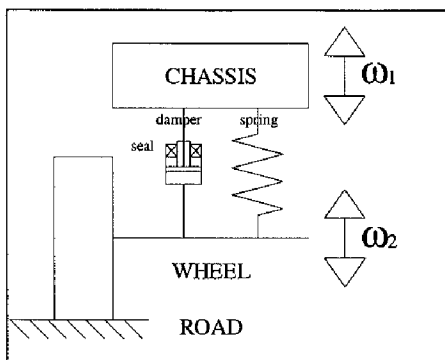 CHASSIS
ω1
damper spring
seal
ω2
WHEEL
ROAD